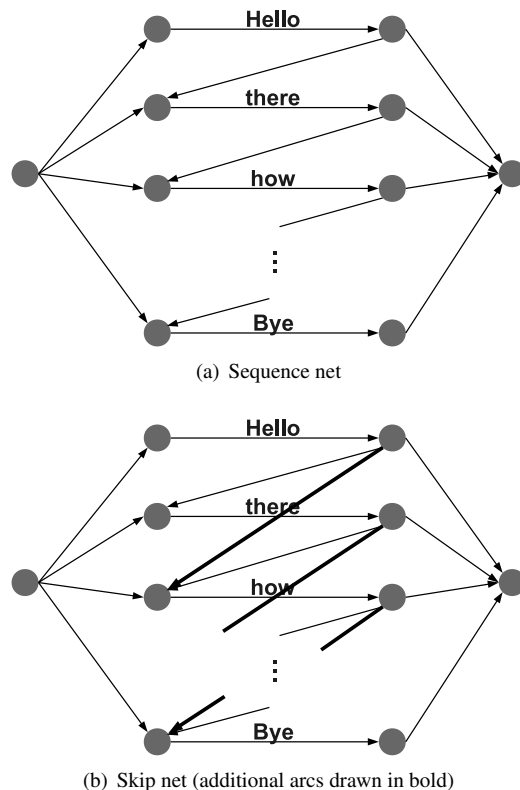 Hello
there
how
⋮
Bye
(a) Sequence net
Hello
there
how
⋮
Bye
(b) Skip net (additional arcs drawn in bold)